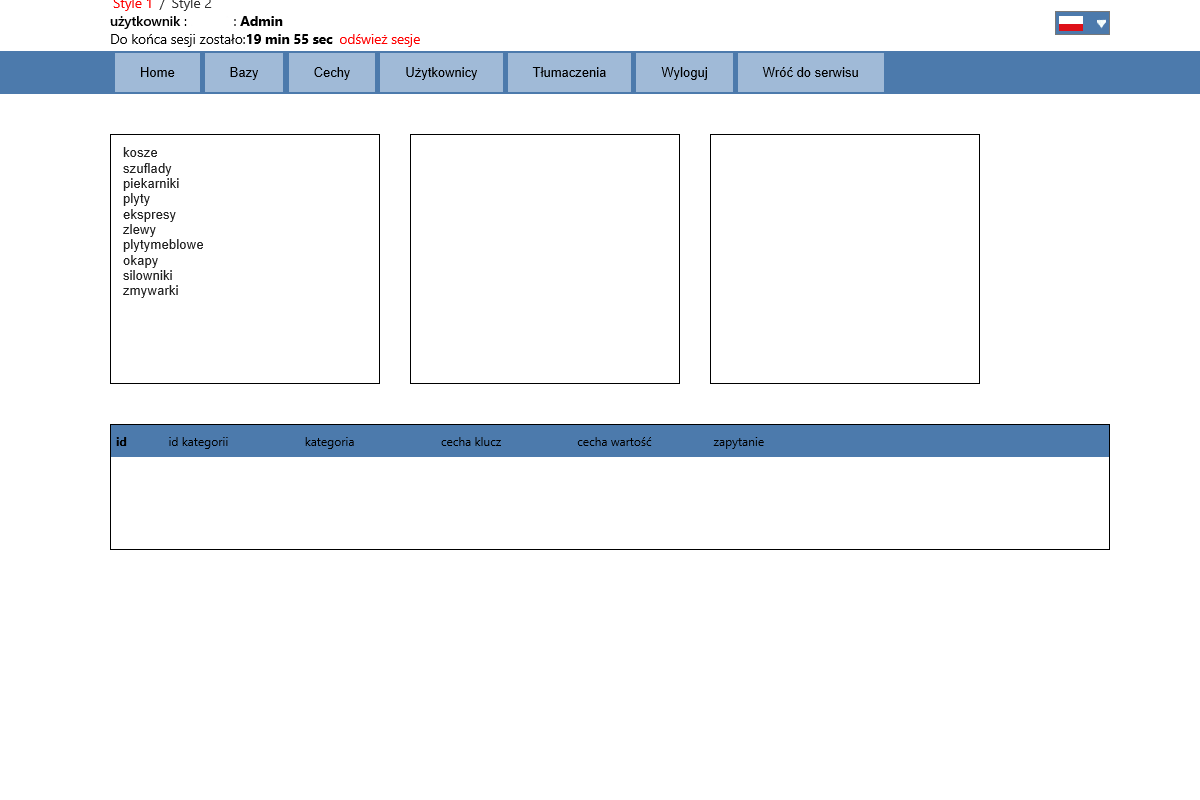 Style 1 / Style 2
użytkownik : : Admin
Do końca sesji zostało:19 min 55 sec odśwież sesje
Home Bazy Cechy Użytkownicy Tłumaczenia Wyloguj Wróć do serwisu
kosze
szuflady
piekarniki
plyty
ekspresy
zlewy
plytymeblowe
okapy
silowniki
zmywarki
id id kategorii kategoria cecha klucz cecha wartość zapytanie